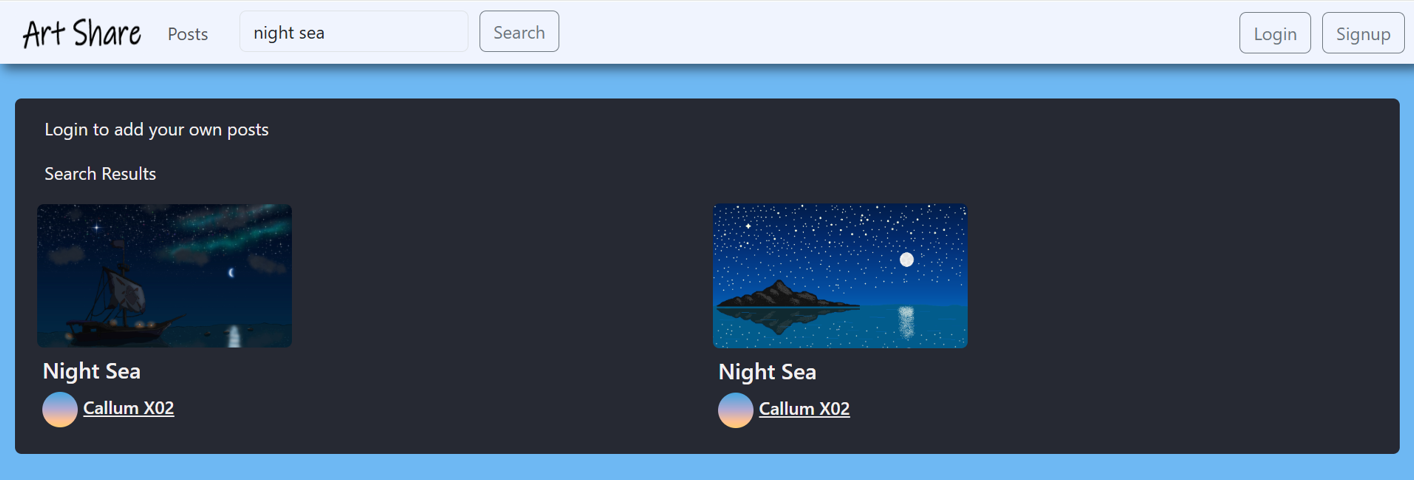 Art Share Posts night sea Search Login Signup
Login to add your own posts
Search Results
Night Sea Night Sea
Callum X02 Callum X02